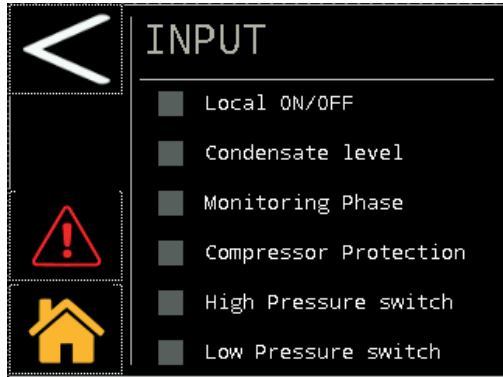 INPUT
Local ON/OFF
Condensate level
Monitoring Phase
Compressor Protection
High Pressure switch
Low Pressure switch